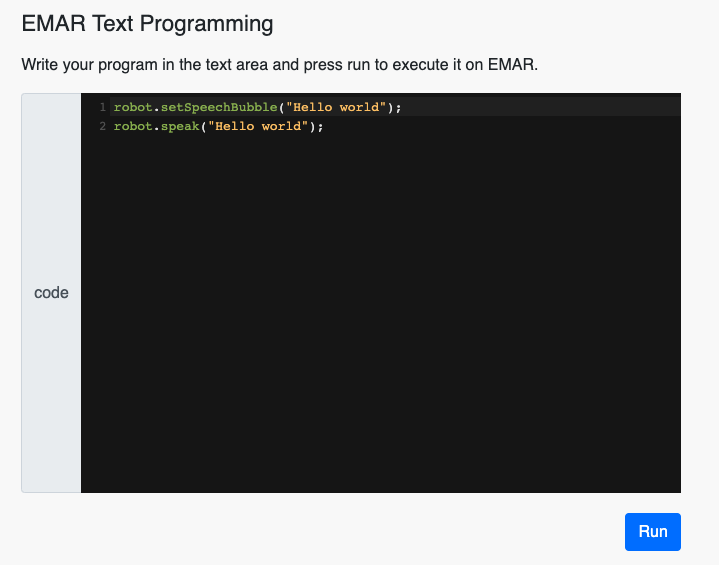 EMAR Text Programming
Write your program in the text area and press run to execute it on EMAR.
1 robot.setSpeechBubble("Hello world");
2 robot.speak("Hello world");
code
Run